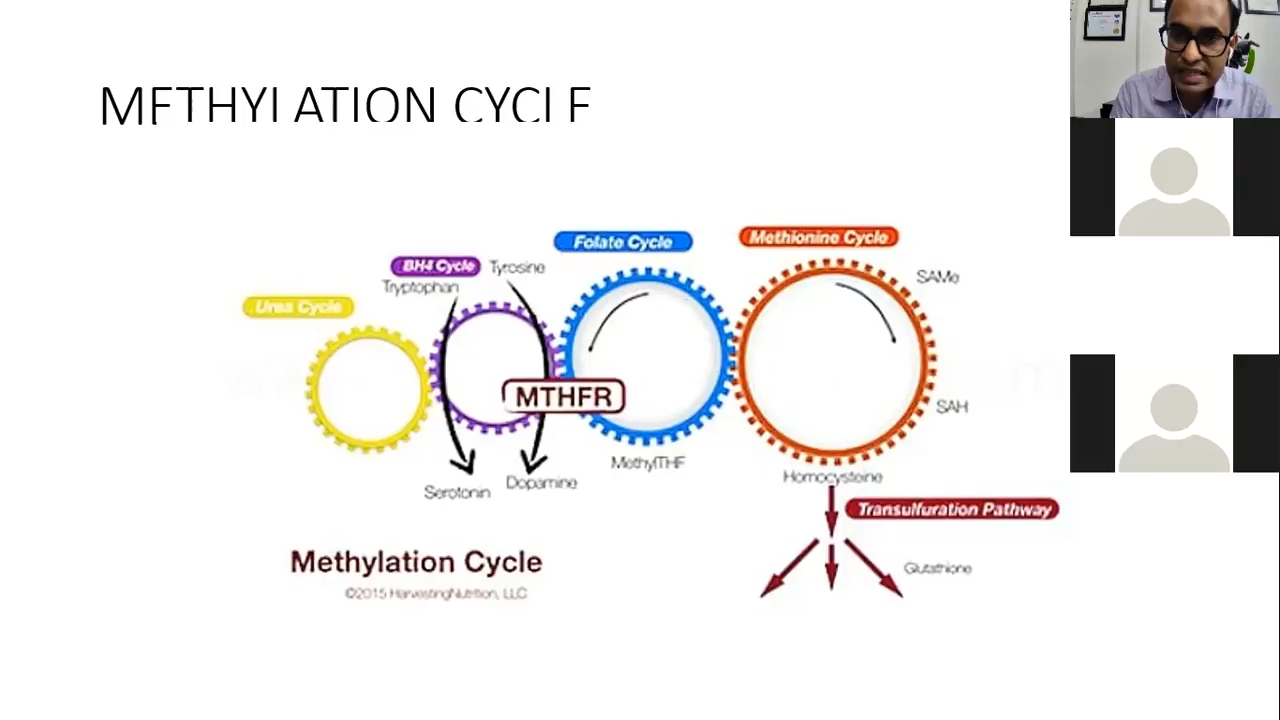 METHYLATION CYCLE
Folate Cycle
Methionine Cycle
BH4 Cycle
Tyrosine
Tryptophan
SAMe
Urea Cycle
MTHFR
SAH
MethylTHF
Homocysteine
Serotonin
Dopamine
Transulfuration Pathway
Methylation Cycle
Glutathione
©2015 HarvestingNutrition, LLC